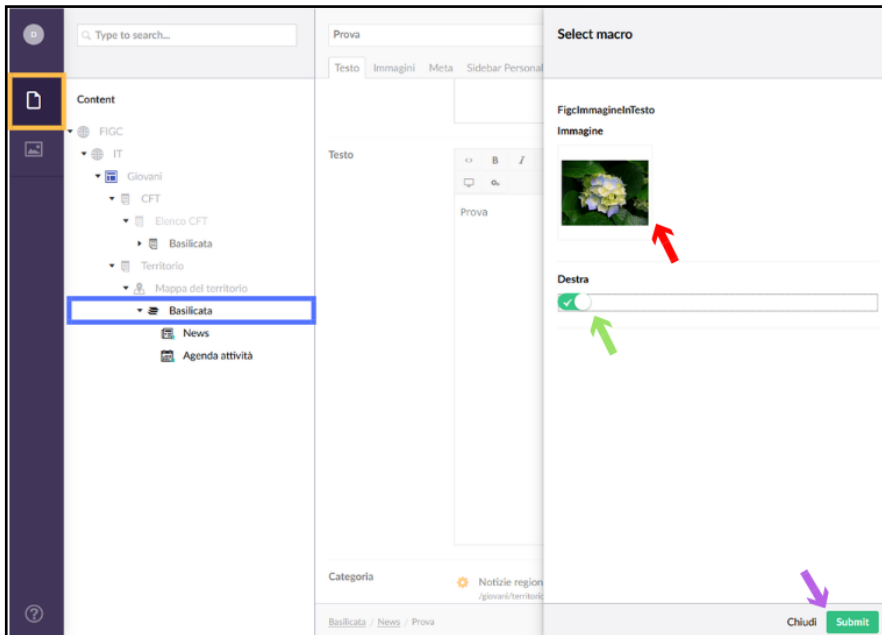 D
Type to search...
Content
FIGC
IT
Giovani
CFT
Elenco CFT
Basilicata
Territorio
Mappa del territorio
Basilicata
News
Agenda attività
Prova
Testo Immagini Meta Sidebar Personal
Testo
B I
Prova
Categoria
Notizie region
/giovani/territoric
Basilicata / News / Prova
Select macro
FigcImmagineInTesto
Immagine
Destra
Chiudi Submit